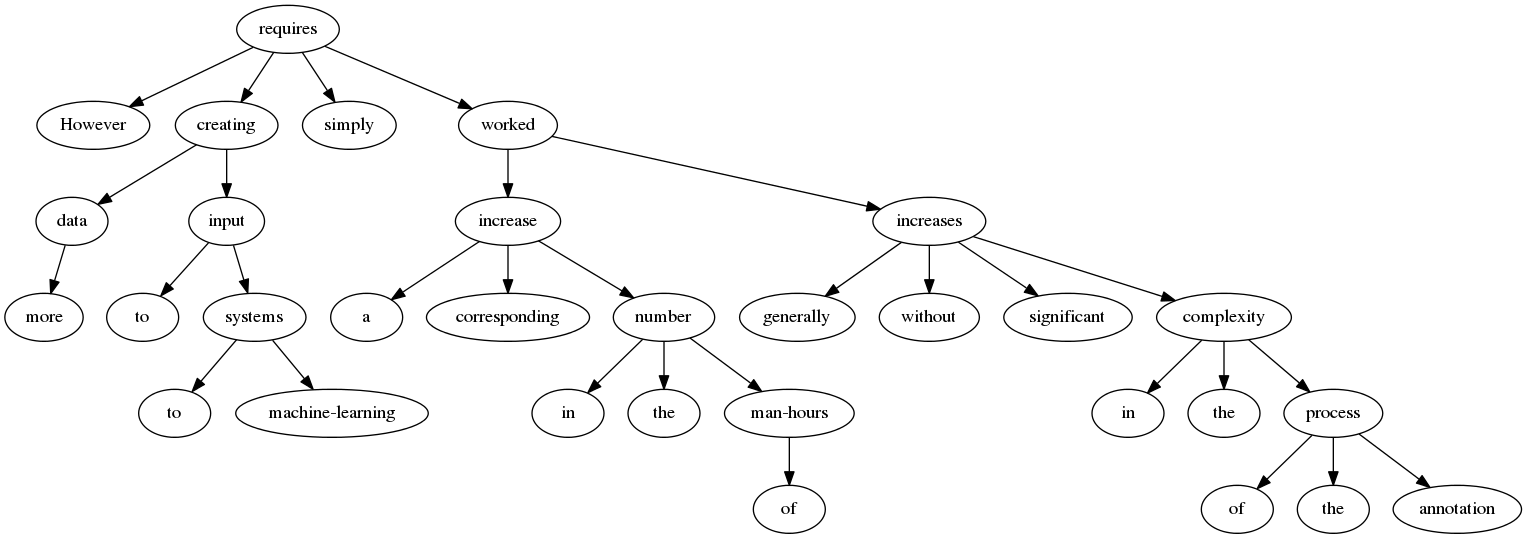 requires
However creating simply worked
data input increase increases
more to systems a corresponding number generally without significant complexity
to machine-learning in the man-hours in the process
of of the annotation